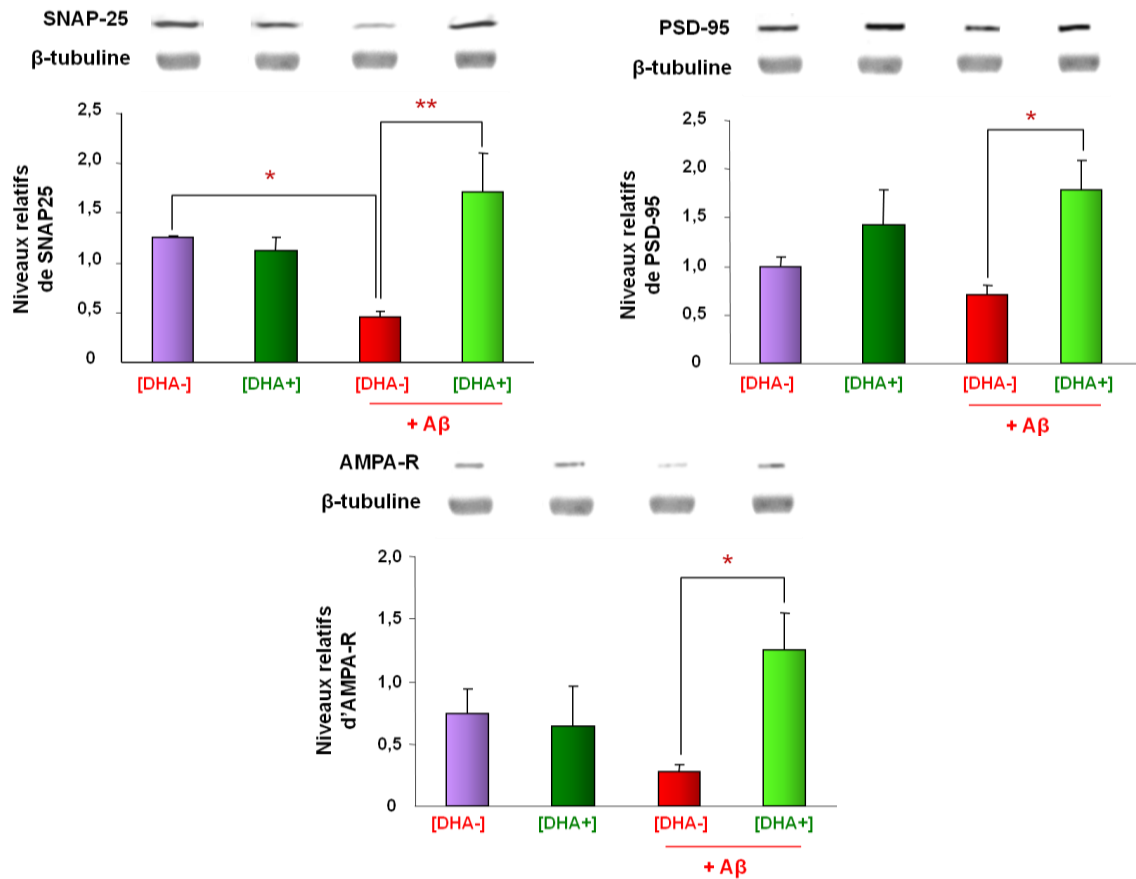 SNAP-25
β-tubuline
**
*
2,5
2,0
1,5
1,0
0,5
0
Niveaux relatifs
de SNAP25
[DHA-] [DHA+] [DHA-] [DHA+]
+ Aβ
PSD-95
β-tubuline
*
2,5
2,0
1,5
1,0
0,5
0
Niveaux relatifs
de PSD-95
[DHA-] [DHA+] [DHA-] [DHA+]
+ Aβ
AMPA-R
β-tubuline
*
2,0
1,5
1,0
0,5
0
Niveaux relatifs
d'AMPA-R
[DHA-] [DHA+] [DHA-] [DHA+]
+ Aβ